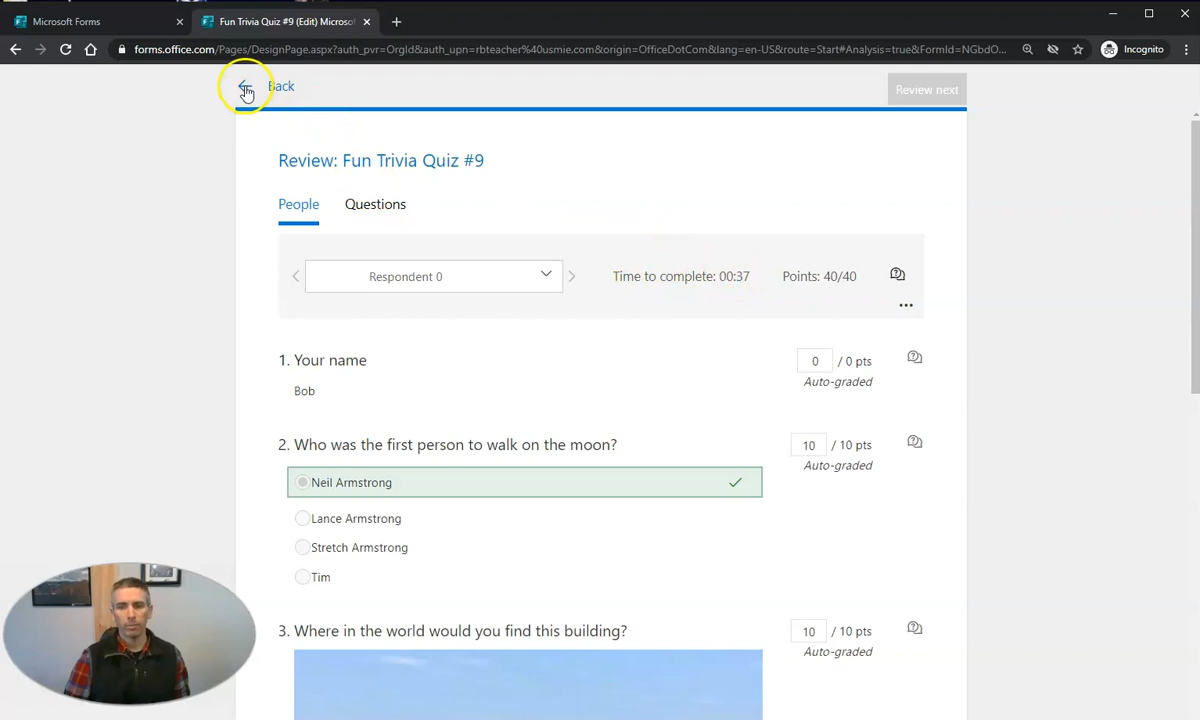 Microsoft Forms
Fun Trivia Quiz #9 (Edit) Microso
forms.office.com/Pages/DesignPage.aspx?auth_pvr=OrgId&auth_upn=rbteacher%40usmie.com&origin=OfficeDotCom&lang=en-US&route=Start#Analysis=true&FormId=NGbdO...
Incognito
Back
Review next
Review: Fun Trivia Quiz #9
People
Questions
Respondent 0
Time to complete: 00:37
Points: 40/40
1. Your name
0 / 0 pts
Auto-graded
Bob
2. Who was the first person to walk on the moon?
10 / 10 pts
Auto-graded
Neil Armstrong
Lance Armstrong
Stretch Armstrong
Tim
3. Where in the world would you find this building?
10 / 10 pts
Auto-graded